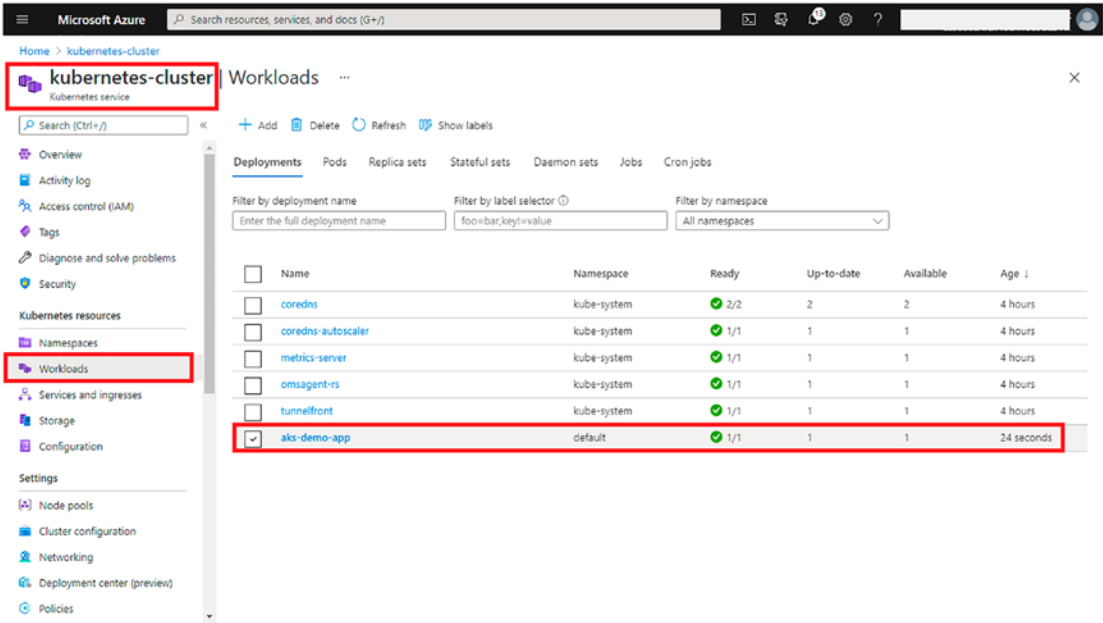 Microsoft Azure
Search resources, services, and docs (G+/)
13
Home > kubernetes-cluster
kubernetes-cluster | Workloads ...
Kubernetes service
Search (Ctrl+/)
Overview
Activity log
Access control (IAM)
Tags
Diagnose and solve problems
Security
Kubernetes resources
Namespaces
Workloads
Services and ingresses
Storage
Configuration
Settings
Node pools
Cluster configuration
Networking
Deployment center (preview)
Policies
Add Delete Refresh Show labels
Deployments Pods Replica sets Stateful sets Daemon sets Jobs Cron jobs
Filter by deployment name Filter by label selector Filter by namespace
Enter the full deployment name foo=bar,key!=value All namespaces
Name Namespace Ready Up-to-date Available Age ↓
coredns kube-system 2/2 2 2 4 hours
coredns-autoscaler kube-system 1/1 1 1 4 hours
metrics-server kube-system 1/1 1 1 4 hours
omsagent-rs kube-system 1/1 1 1 4 hours
tunnelfront kube-system 1/1 1 1 4 hours
aks-demo-app default 1/1 1 1 24 seconds